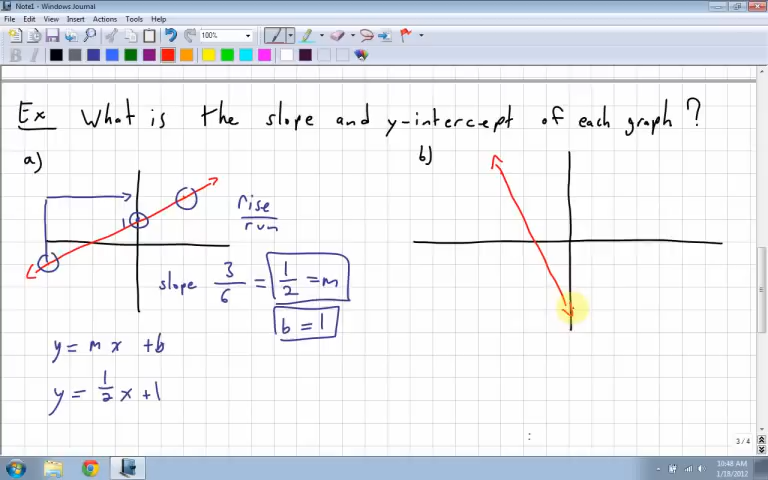 Note1 - Windows Journal
File Edit View Insert Actions Tools Help
100%
B I
Ex What is the slope and y-intercept of each graph?
a)
b)
1
rise
run
slope 3/6 = 1/2 = m
b = 1
y = mx + b
y = 1/2 x + 1
3 / 4
10:48 AM
1/18/2012